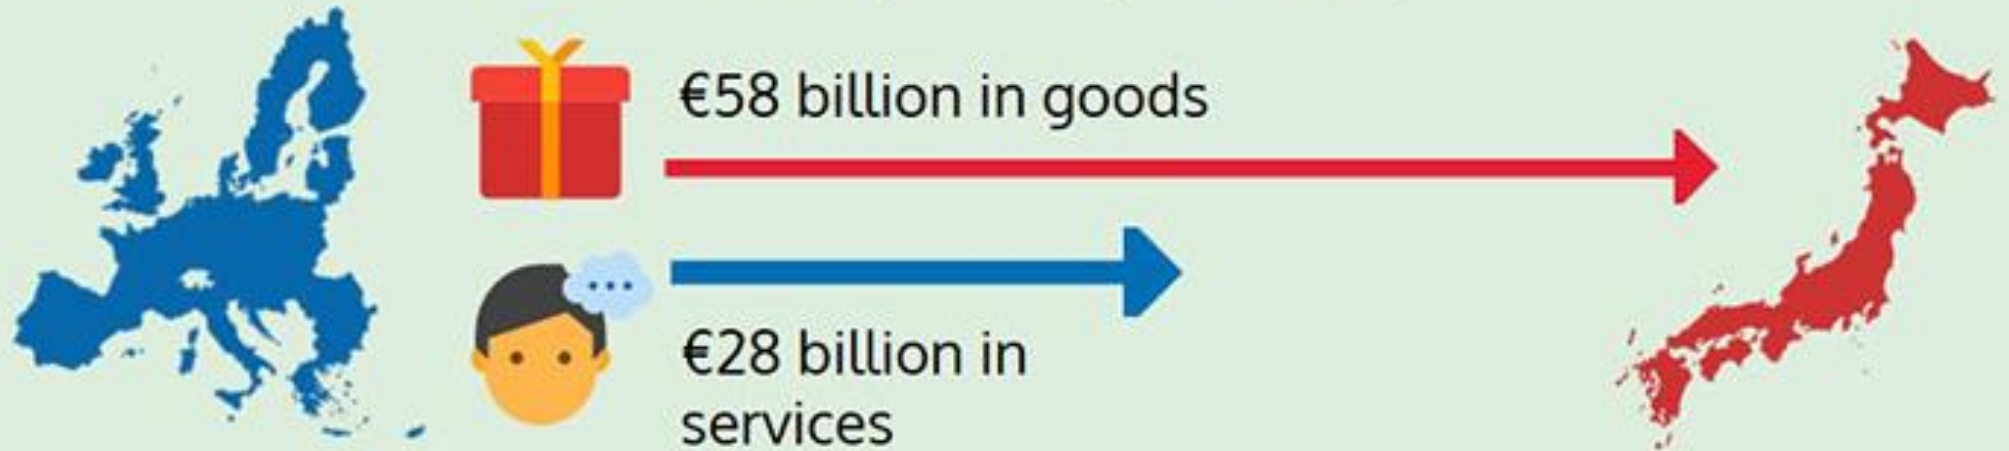 €58 billion in goods
€28 billion in
services